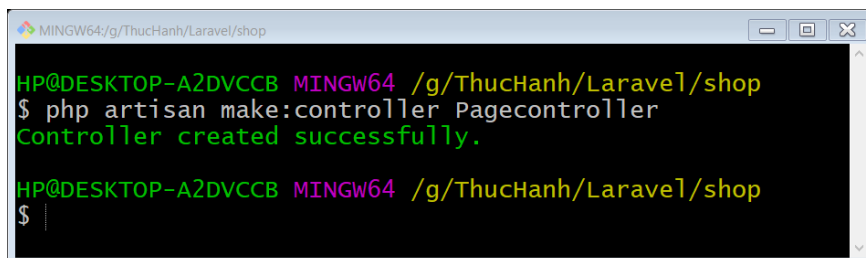 MINGW64:/g/ThucHanh/Laravel/shop
HP@DESKTOP-A2DVCCB MINGW64 /g/ThucHanh/Laravel/shop
$ php artisan make:controller Pagecontroller
Controller created successfully.
HP@DESKTOP-A2DVCCB MINGW64 /g/ThucHanh/Laravel/shop
$